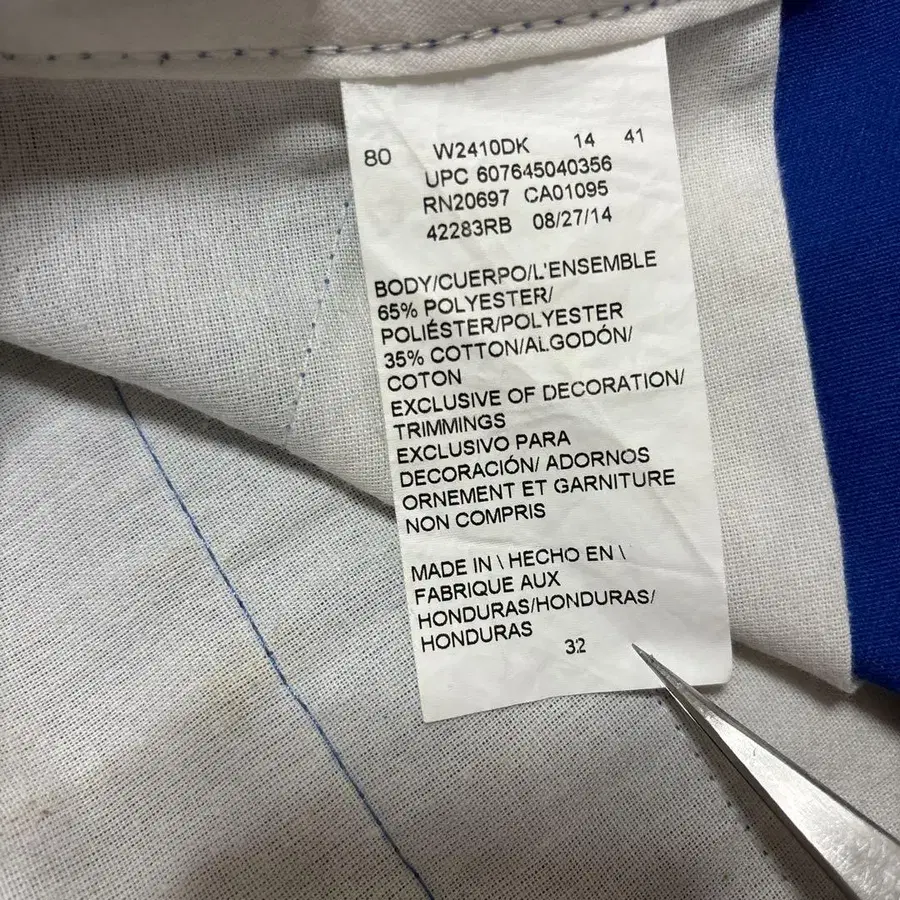 80 W2410DK 14 41
UPC 607645040356
RN20697 CA01095
42283RB 08/27/14
BODY/CUERPO/L'ENSEMBLE
65% POLYESTER/
POLIÉSTER/POLYESTER
35% COTTON/ALGODÓN/
COTON
EXCLUSIVE OF DECORATION/
TRIMMINGS
EXCLUSIVO PARA
DECORACIÓN/ ADORNOS
ORNEMENT ET GARNITURE
NON COMPRIS
MADE IN \ HECHO EN \
FABRIQUE AUX
HONDURAS/HONDURAS/
HONDURAS
32